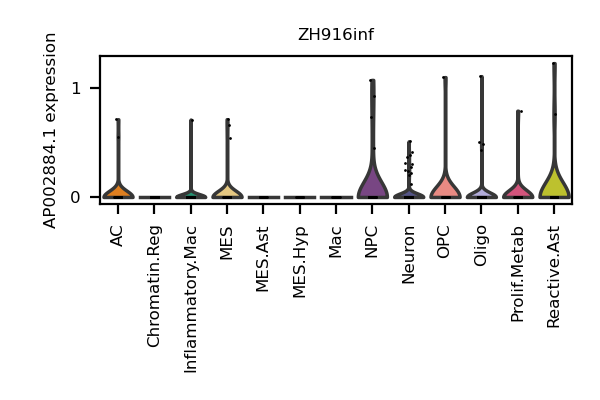 ZH916inf
AP002884.1 expression
1
0
AC
Chromatin.Reg
Inflammatory.Mac
MES
MES.Ast
MES.Hyp
Mac
NPC
Neuron
OPC
Oligo
Prolif.Metab
Reactive.Ast